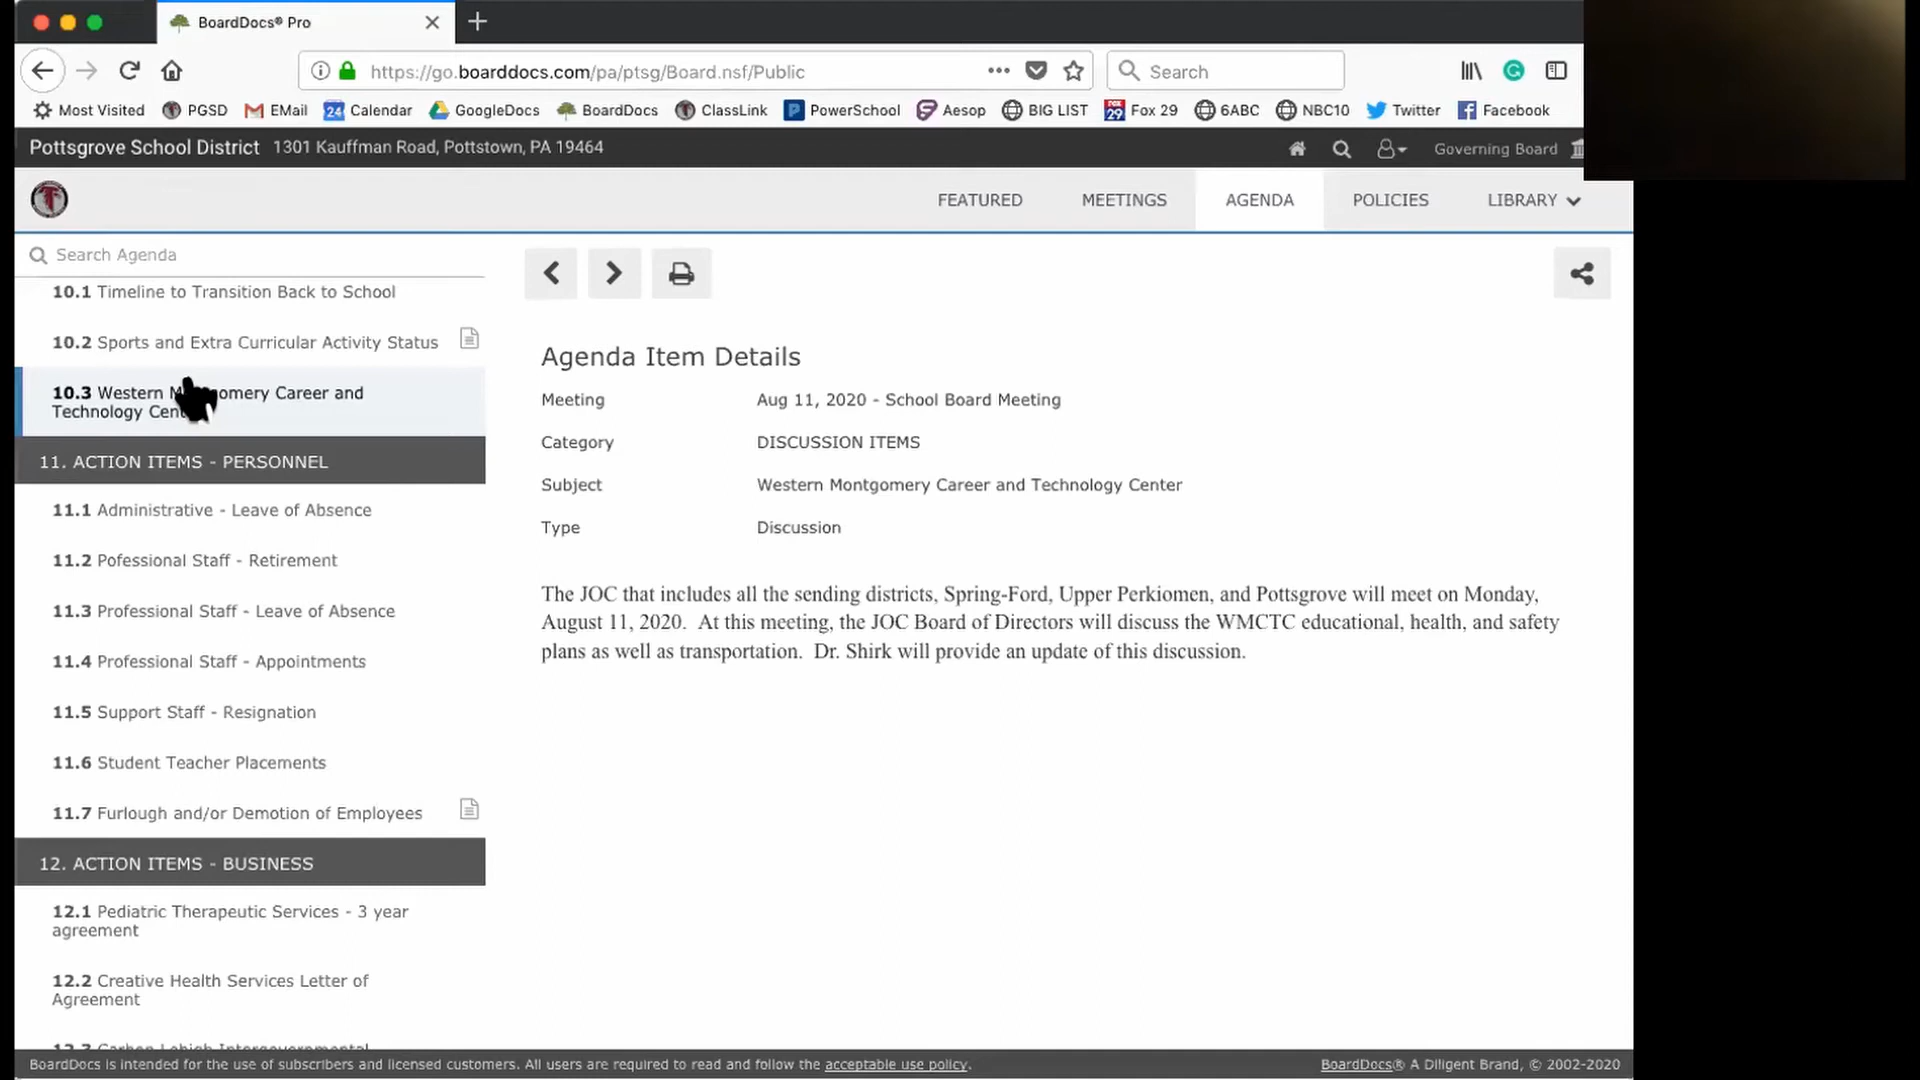 BoardDocs® Pro
https://go.boarddocs.com/pa/ptsg/Board.nsf/Public
Search
Most Visited PGSD EMail 24 Calendar GoogleDocs BoardDocs ClassLink PowerSchool Aesop BIG LIST Fox 29 6ABC NBC10 Twitter Facebook
Pottsgrove School District 1301 Kauffman Road, Pottstown, PA 19464
Governing Board
FEATURED MEETINGS AGENDA POLICIES LIBRARY
Search Agenda
10.1 Timeline to Transition Back to School
10.2 Sports and Extra Curricular Activity Status
10.3 Western Montgomery Career and
Technology
11. ACTION ITEMS - PERSONNEL
11.1 Administrative - Leave of Absence
11.2 Pofessional Staff - Retirement
11.3 Professional Staff - Leave of Absence
11.4 Professional Staff - Appointments
11.5 Support Staff - Resignation
11.6 Student Teacher Placements
11.7 Furlough and/or Demotion of Employees
12. ACTION ITEMS - BUSINESS
12.1 Pediatric Therapeutic Services - 3 year
agreement
12.2 Creative Health Services Letter of
Agreement
Agenda Item Details
Meeting Aug 11, 2020 - School Board Meeting
Category DISCUSSION ITEMS
Subject Western Montgomery Career and Technology Center
Type Discussion
The JOC that includes all the sending districts, Spring-Ford, Upper Perkiomen, and Pottsgrove will meet on Monday,
August 11, 2020. At this meeting, the JOC Board of Directors will discuss the WMCTC educational, health, and safety
plans as well as transportation. Dr. Shirk will provide an update of this discussion.
BoardDocs is intended for the use of subscribers and licensed customers. All users are required to read and follow the acceptable use policy.
BoardDocs® A Diligent Brand, © 2002-2020